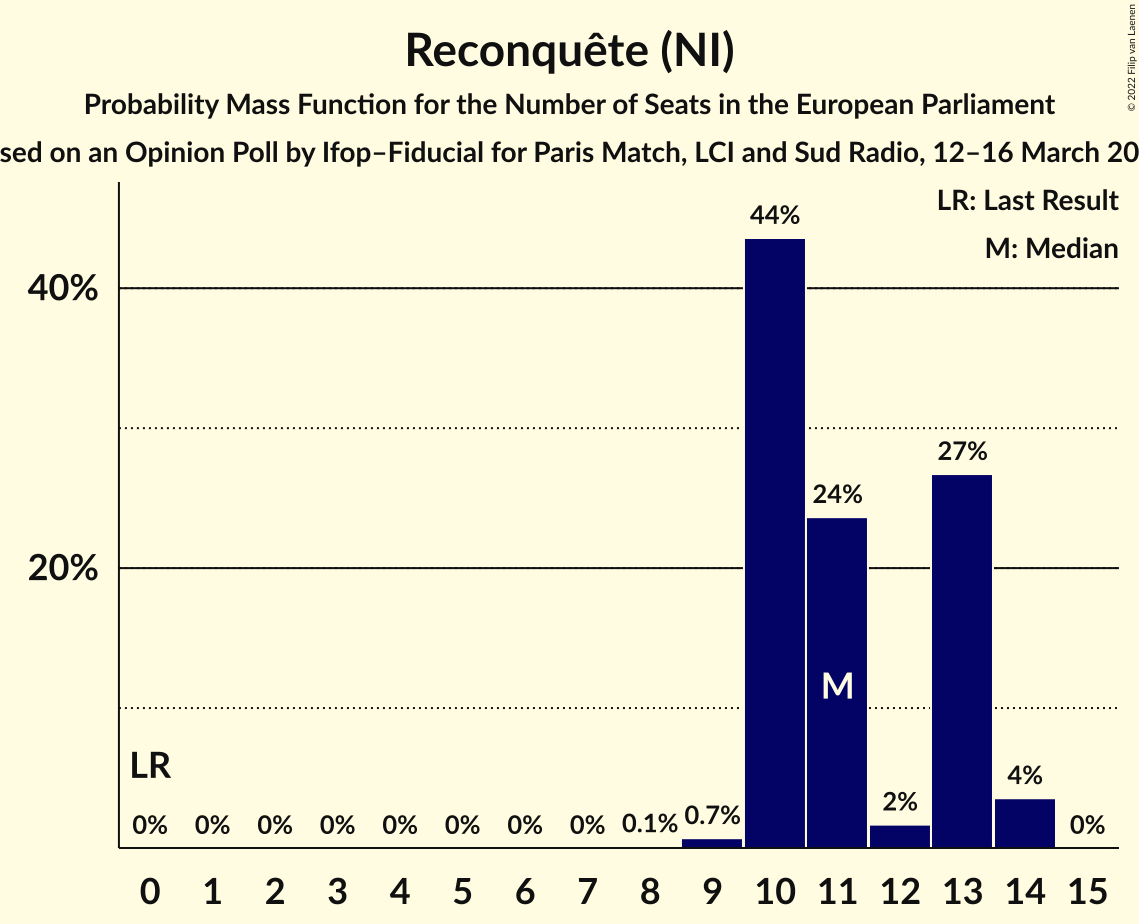 Reconquête (NI)
Probability Mass Function for the Number of Seats in the European Parliament
sed on an Opinion Poll by Ifop–Fiducial for Paris Match, LCI and Sud Radio, 12–16 March 20
© 2022 Filip van Laenen
LR: Last Result
M: Median
40%
20%
44%
27%
24%
M
LR
0% 0% 0% 0% 0% 0% 0% 0% 0.1% 0.7% 2% 4% 0%
0 1 2 3 4 5 6 7 8 9 10 11 12 13 14 15